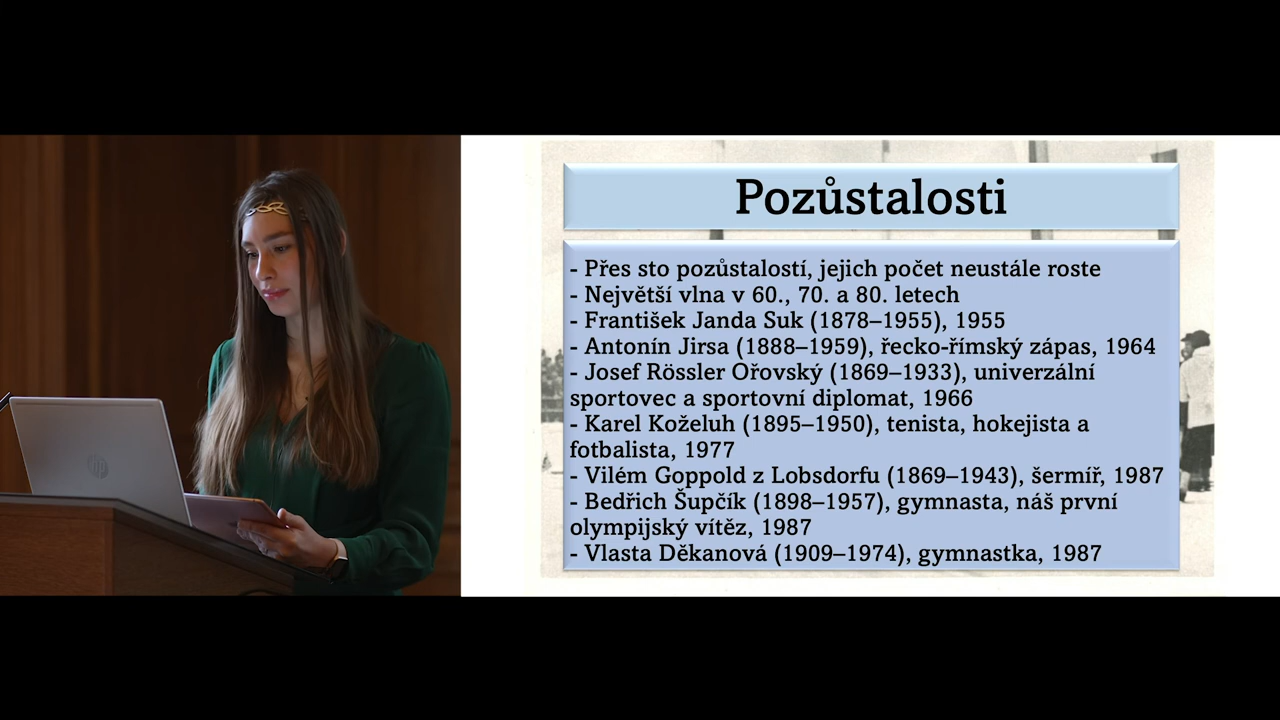 Pozůstalosti
- Přes sto pozůstalostí, jejich počet neustále roste
- Největší vlna v 60., 70. a 80. letech
- František Janda Suk (1878–1955), 1955
- Antonín Jirsa (1888–1959), řecko-římský zápas, 1964
- Josef Rössler Ořovský (1869–1933), univerzální
sportovec a sportovní diplomat, 1966
- Karel Koželuh (1895–1950), tenista, hokejista a
fotbalista, 1977
- Vilém Goppold z Lobsdorfu (1869–1943), šermíř, 1987
- Bedřich Šupčík (1898–1957), gymnasta, náš první
olympijský vítěz, 1987
- Vlasta Děkanová (1909–1974), gymnastka, 1987
hp